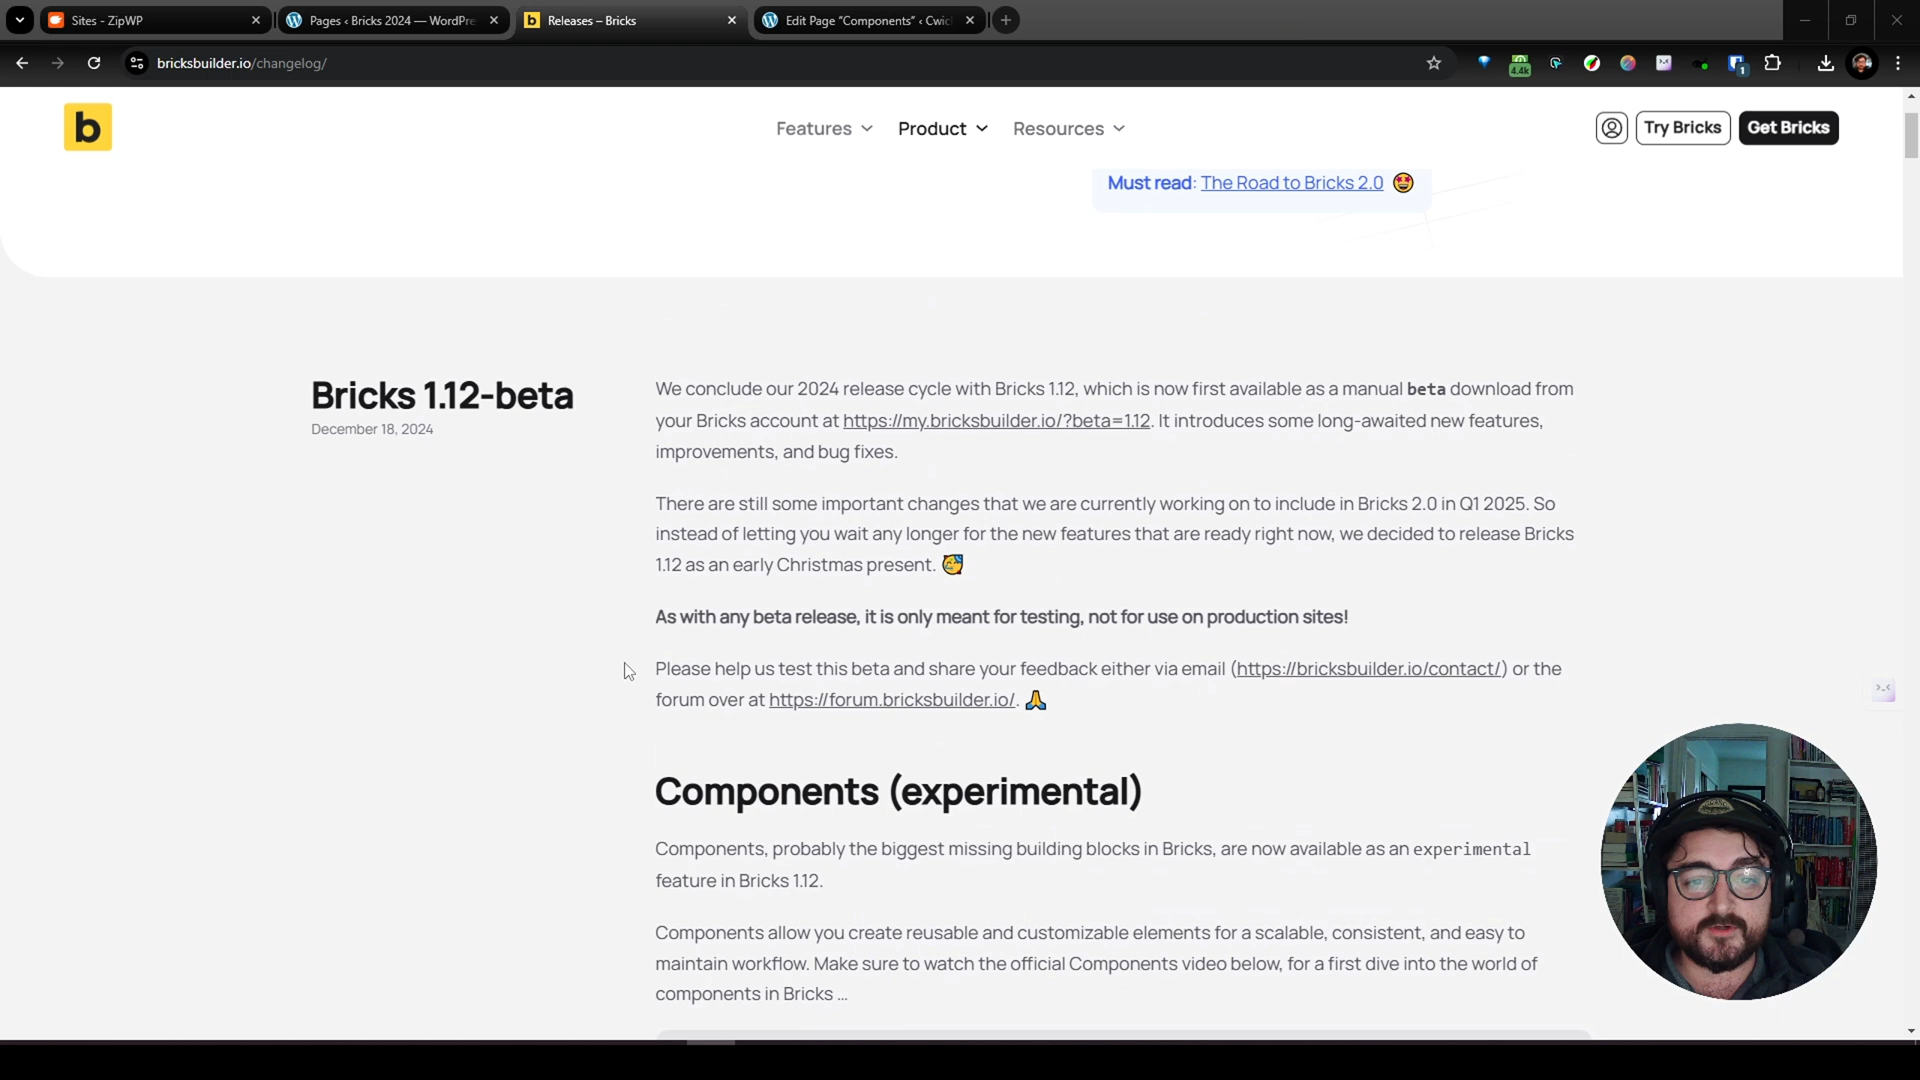 Sites - ZipWP
Pages ‹ Bricks 2024 — WordPre
b Releases – Bricks
Edit Page “Components” ‹ Cwic
bricksbuilder.io/changelog/
4.4k
1
b
Features
Product
Resources
Try Bricks
Get Bricks
Must read: The Road to Bricks 2.0
Bricks 1.12-beta
December 18, 2024
We conclude our 2024 release cycle with Bricks 1.12, which is now first available as a manual beta download from
your Bricks account at https://my.bricksbuilder.io/?beta=1.12. It introduces some long-awaited new features,
improvements, and bug fixes.
There are still some important changes that we are currently working on to include in Bricks 2.0 in Q1 2025. So
instead of letting you wait any longer for the new features that are ready right now, we decided to release Bricks
1.12 as an early Christmas present.
As with any beta release, it is only meant for testing, not for use on production sites!
Please help us test this beta and share your feedback either via email (https://bricksbuilder.io/contact/) or the
forum over at https://forum.bricksbuilder.io/.
Components (experimental)
Components, probably the biggest missing building blocks in Bricks, are now available as an experimental
feature in Bricks 1.12.
Components allow you create reusable and customizable elements for a scalable, consistent, and easy to
maintain workflow. Make sure to watch the official Components video below, for a first dive into the world of
components in Bricks ...